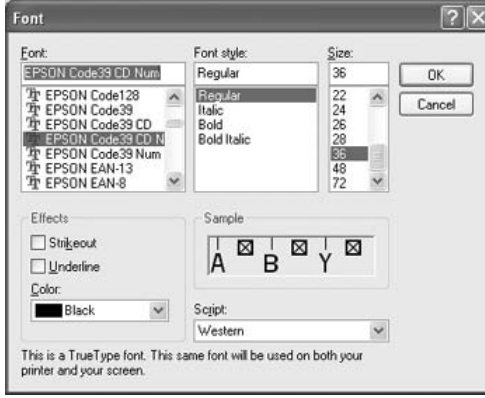 Font
Font:
EPSON Code39 CD Num
EPSON Code128
EPSON Code39
EPSON Code39 CD
EPSON Code39 CD N
EPSON Code39 Num
EPSON EAN-13
EPSON EAN-8
Font style:
Regular
Regular
Italic
Bold
Bold Italic
Size:
36
22
24
26
28
36
48
72
OK
Cancel
Effects
Strikeout
Underline
Color:
Black
Sample
A B Y
Script:
Western
This is a TrueType font. This same font will be used on both your
printer and your screen.